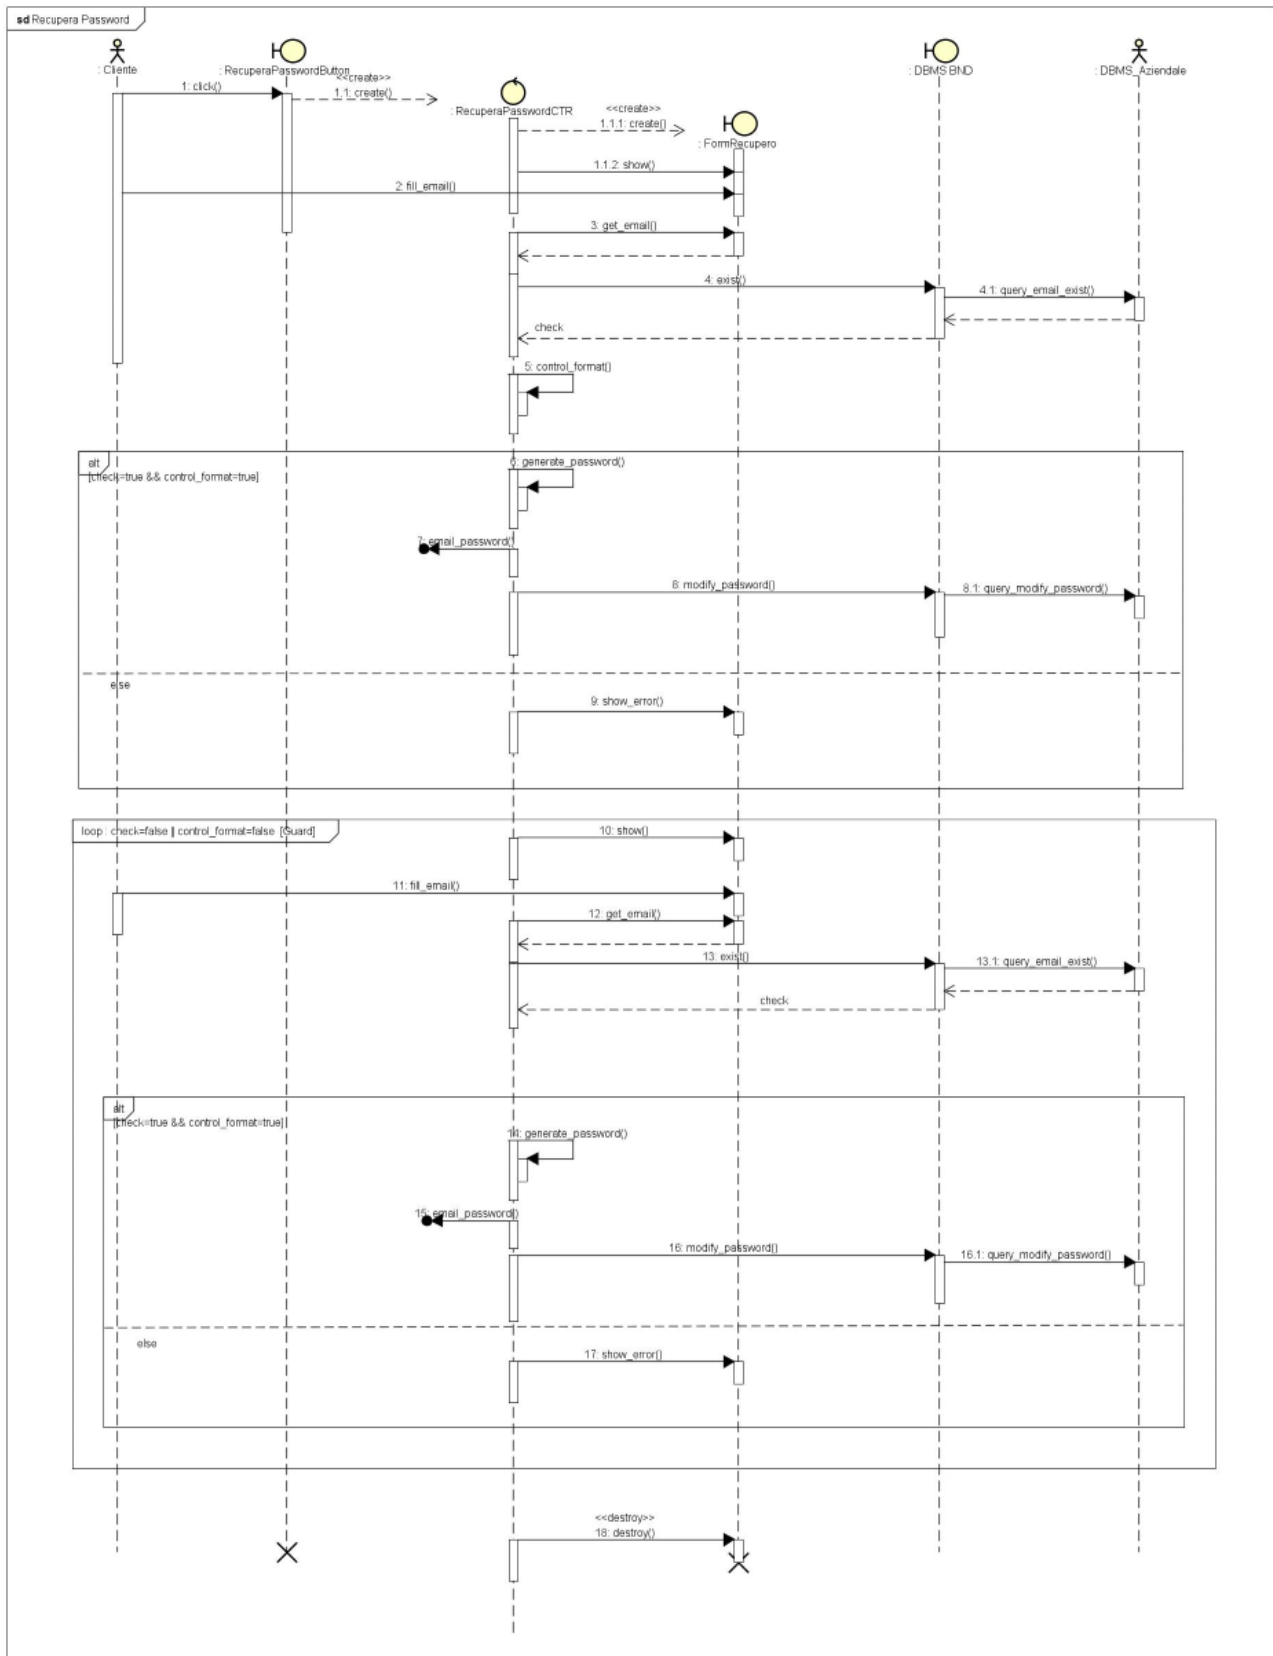 sd Recupera Password
: Cliente
: RecuperaPasswordButton
: DBMS BND
: DBMS_Aziendale
1: click()
<<create>>
1.1: create()
: RecuperaPasswordCTR
<<create>>
1.1.1: create()
: FormRecupero
1.1.2: show()
2: fill_email()
3: get_email()
4: exist()
4.1: query_email_exist()
check
5: control_format()
alt
[check=true && control_format=true]
6: generate_password()
7: email_password()
8: modify_password()
8.1: query_modify_password()
else
9: show_error()
loop : check=false || control_format=false [Guard]
10: show()
11: fill_email()
12: get_email()
13: exist()
13.1: query_email_exist()
check
alt
[check=true && control_format=true]
14: generate_password()
15: email_password()
16: modify_password()
16.1: query_modify_password()
else
17: show_error()
<<destroy>>
18: destroy()